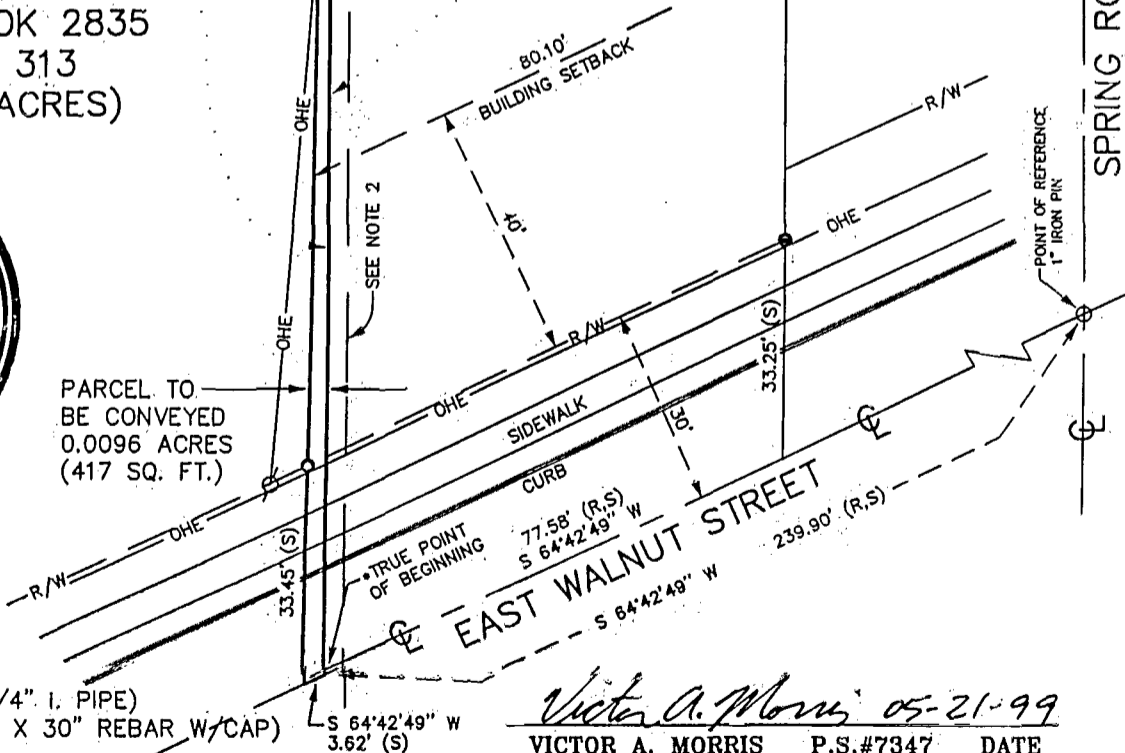 OK 2835
313
ACRES)
SPRING RO
80.10'
BUILDING SETBACK
OHE
R/W
POINT OF REFERENCE
1" IRON PIN
SEE NOTE 2
40'
OHE
OHE
R/W
33.25' (S)
PARCEL TO
BE CONVEYED
0.0096 ACRES
(417 SQ. FT.)
OHE
SIDEWALK
30'
CURB
OHE
R/W
33.45' (S)
TRUE POINT
OF BEGINNING
77.58' (R,S)
S 64°42'49" W
EAST WALNUT STREET
239.90' (R,S)
S 64°42'49" W
/4" I. PIPE)
X 30" REBAR W/CAP)
S 64°42'49" W
3.62' (S)
Victor A. Morris 05-21-99
VICTOR A. MORRIS P.S.#7347 DATE